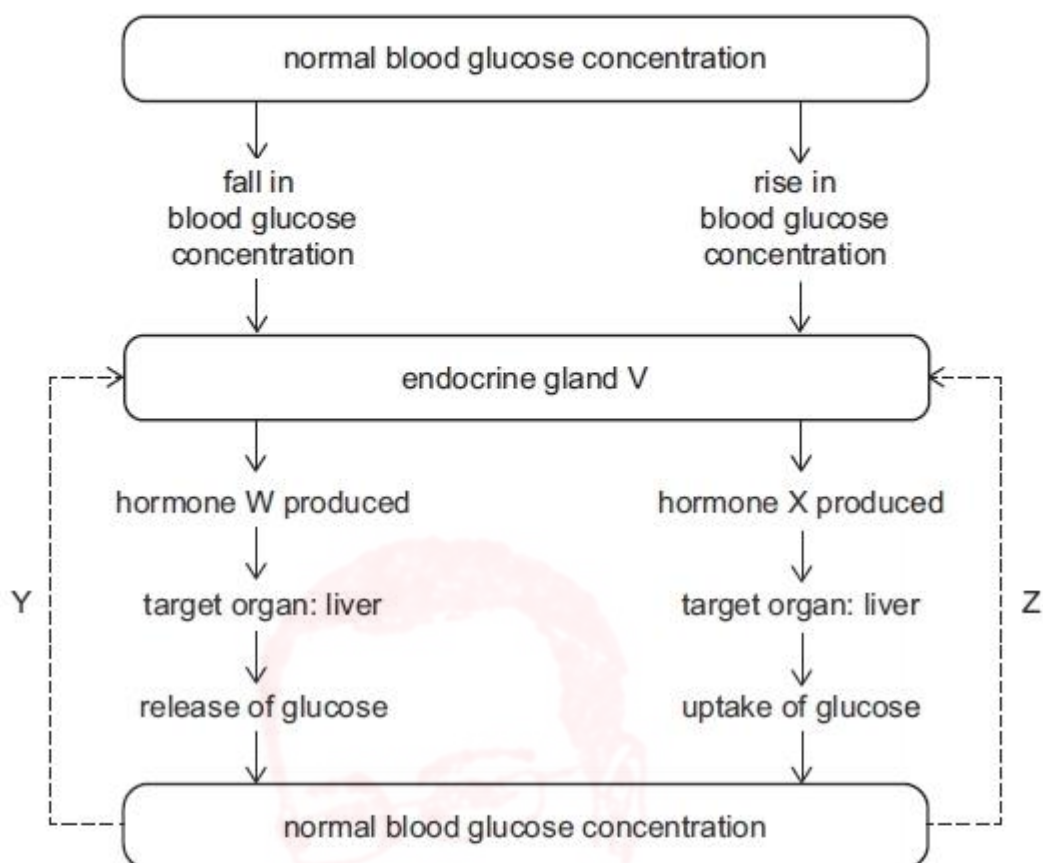 normal blood glucose concentration
fall in
blood glucose
concentration
rise in
blood glucose
concentration
endocrine gland V
hormone W produced
hormone X produced
Y
target organ: liver
target organ: liver
Z
release of glucose
uptake of glucose
normal blood glucose concentration